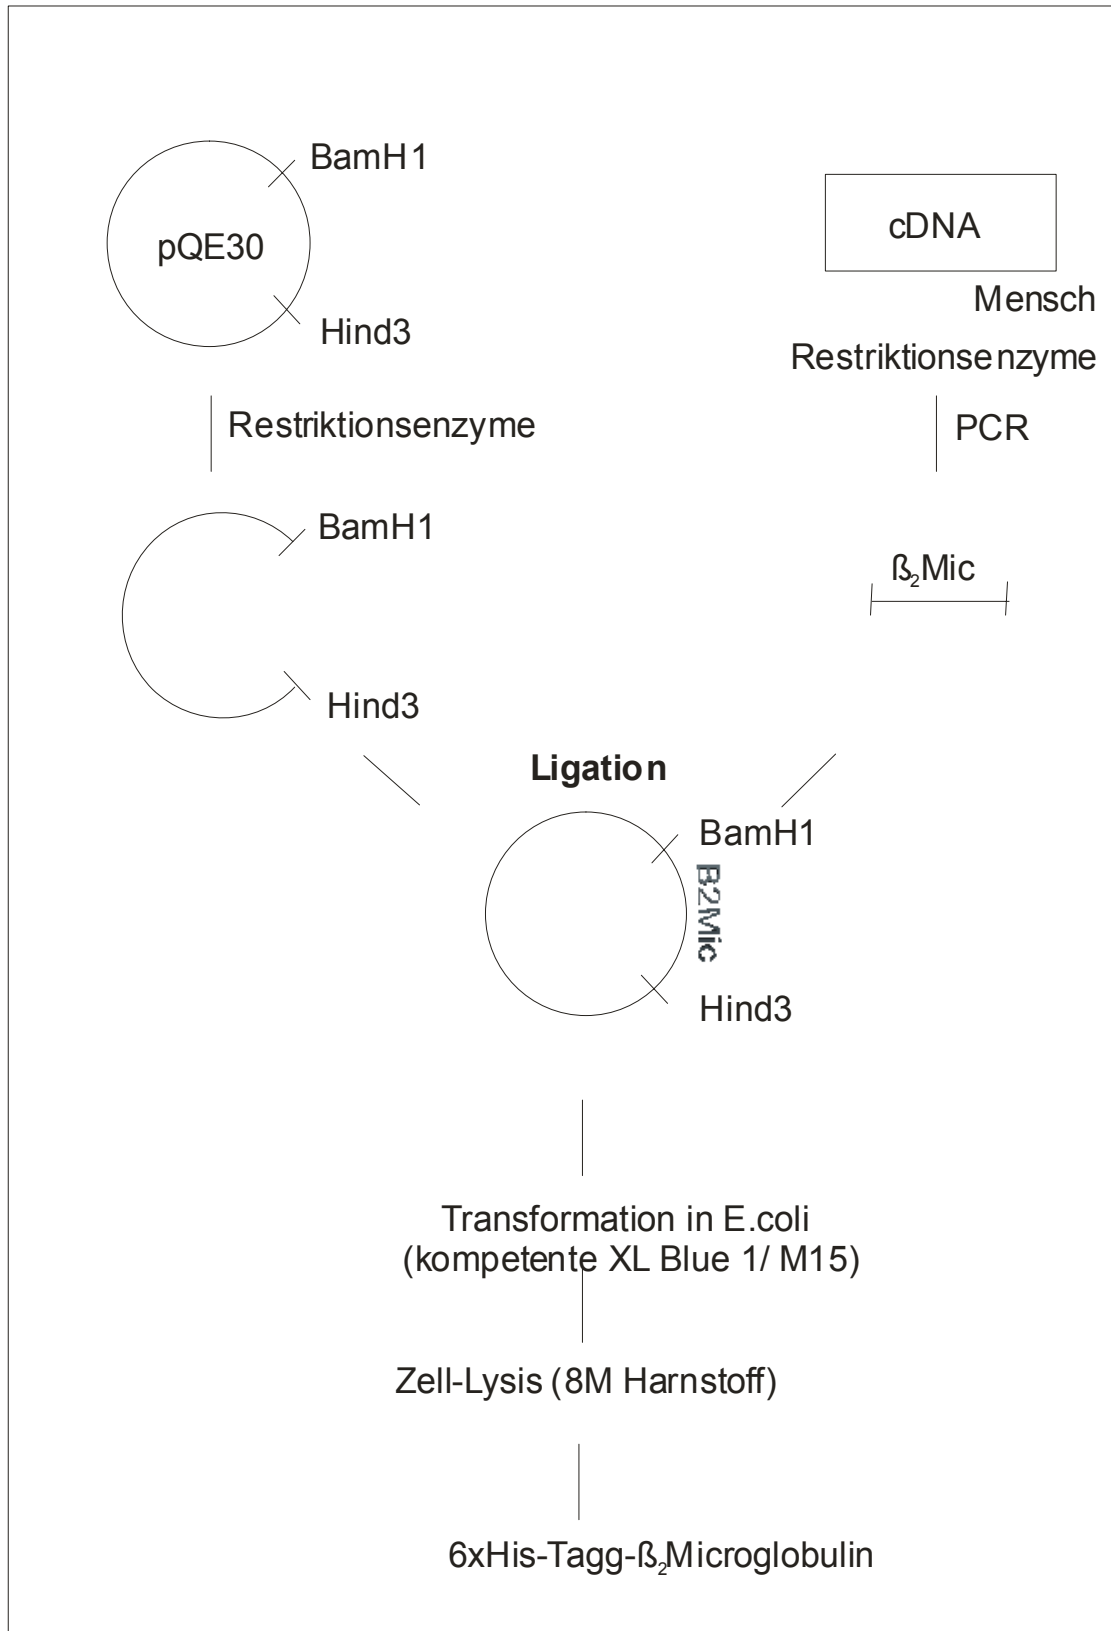 BamH1
pQE30
Hind3
Restriktionsenzyme
BamH1
Hind3
cDNA
Mensch
Restriktionsenzyme
PCR
ß₂Mic
Ligation
BamH1
B2Mic
Hind3
Transformation in E.coli
(kompetente XL Blue 1/ M15)
Zell-Lysis (8M Harnstoff)
6xHis-Tagg-ß₂Microglobulin